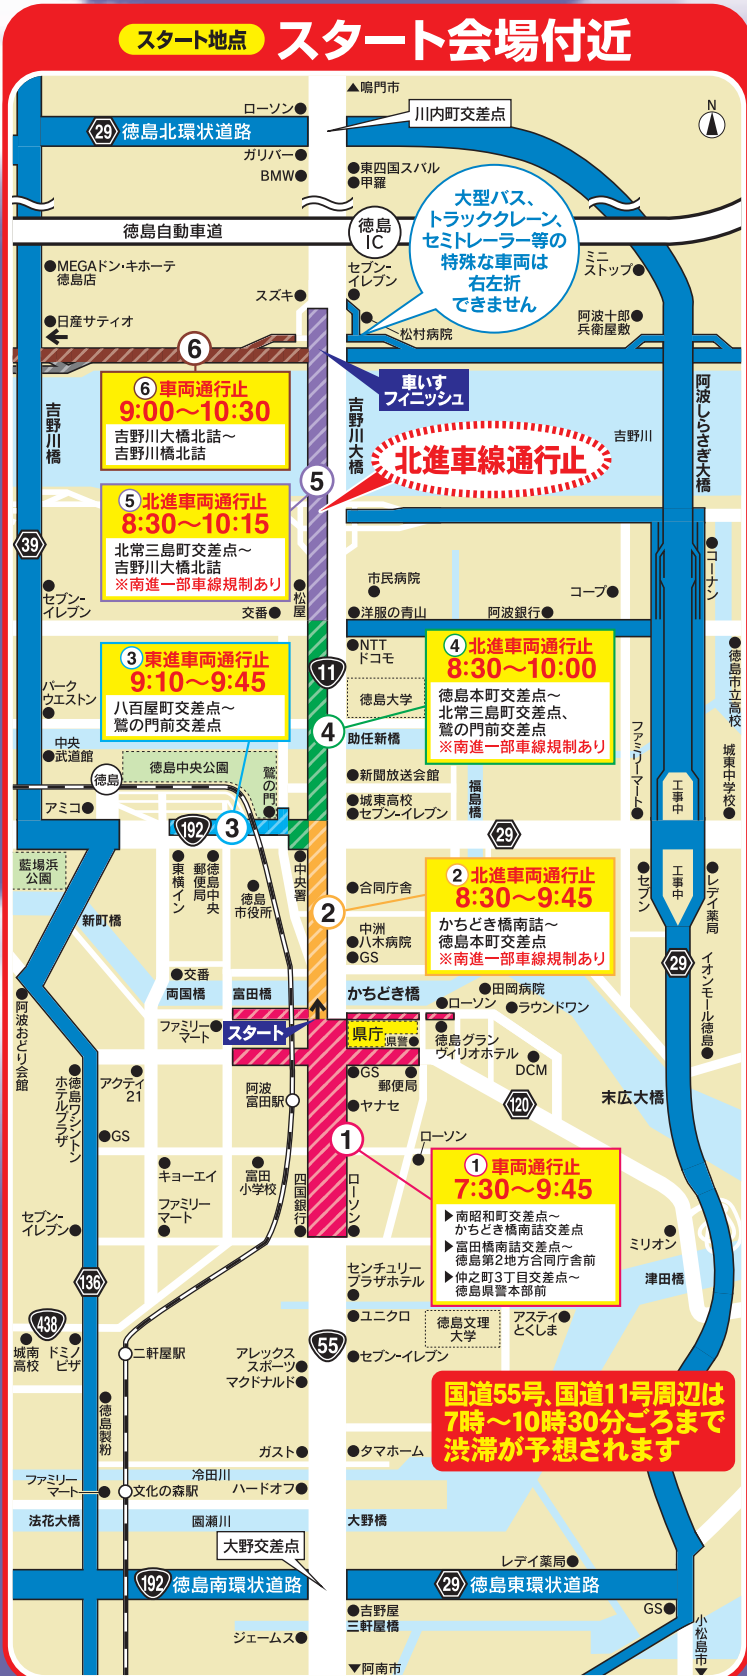 スタート地点 スタート会場付近
▲鳴門市
N
ローソン
川内町交差点
29 徳島北環状道路
ガリバー
BMW
東四国スバル
甲羅
大型バス、
トラッククレーン、
セミトレーラー等の
特殊な車両は
右左折
できません
徳島自動車道
徳島
IC
MEGAドン・キホーテ
徳島店
セブン-
イレブン
ミニ
ストップ
スズキ
日産サティオ
松村病院
阿波十郎
兵衛屋敷
6
⑥車両通行止
9:00〜10:30
吉野川大橋北詰〜
吉野川橋北詰
車いす
フィニッシュ
吉野川橋
吉野川大橋
吉野川
阿波しらさぎ大橋
北進車線通行止
5
⑤北進車両通行止
8:30〜10:15
北常三島町交差点〜
吉野川大橋北詰
※南進一部車線規制あり
39
セブン-
イレブン
交番
松屋
市民病院
洋服の青山
コープ
阿波銀行
コーナン
③東進車両通行止
9:10〜9:45
八百屋町交差点〜
鷲の門前交差点
NTT
ドコモ
11
徳島大学
④北進車両通行止
8:30〜10:00
徳島本町交差点〜
北常三島町交差点、
鷲の門前交差点
※南進一部車線規制あり
徳島市立高校
パーク
ウエストン
4
助任新橋
中央
武道館
徳島中央公園
徳島
鷲の門
新聞放送会館
城東高校
セブン-イレブン
福島橋
ファミリーマート
工事中
城東中学校
アミコ
192
3
29
藍場浜
公園
東横イン
徳島中央
郵便局
徳島
市役所
中央署
合同庁舎
②北進車両通行止
8:30〜9:45
かちどき橋南詰〜
徳島本町交差点
※南進一部車線規制あり
セブン
工事中
レデイ薬局
新町橋
2
中洲
八木病院
GS
29
イオンモール徳島
交番
両国橋
富田橋
かちどき橋
田岡病院
ローソン
ラウンドワン
阿波おどり会館
ファミリー
マート
スタート
県庁
県警
徳島グラン
ヴィリオホテル
徳島ワシントン
ホテルプラザ
アクティ
21
阿波
富田駅
GS
郵便局
DCM
ヤナセ
120
末広大橋
GS
1
ローソン
キョーエイ
富田
小学校
四国銀行
ローソン
①車両通行止
7:30〜9:45
▶南昭和町交差点〜
かちどき橋南詰交差点
▶富田橋南詰交差点〜
徳島第2地方合同庁舎前
▶仲之町3丁目交差点〜
徳島県警本部前
ファミリー
マート
セブン-
イレブン
ミリオン
136
センチュリー
プラザホテル
津田橋
438
ユニクロ
徳島文理
大学
アスティ
とくしま
城南
高校
ドミノ
ピザ
二軒屋駅
アレックス
スポーツ
マクドナルド
55
セブン-イレブン
徳島製粉
国道55号、国道11号周辺は
7時〜10時30分ごろまで
渋滞が予想されます
ガスト
タマホーム
ファミリー
マート
冷田川
文化の森駅
ハードオフ
法花大橋
園瀬川
大野橋
大野交差点
レデイ薬局
192 徳島南環状道路
29 徳島東環状道路
吉野屋
三軒屋橋
GS
ジェームス
小松島市▼
▼阿南市